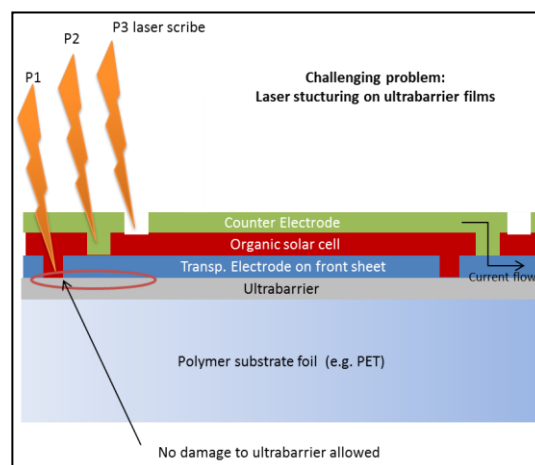 P3 laser scribe
P2
P1
Challenging problem:
Laser stucturing on ultrabarrier films
Counter Electrode
Organic solar cell
Transp. Electrode on front sheet
Current flow
Ultrabarrier
Polymer substrate foil (e.g. PET)
No damage to ultrabarrier allowed